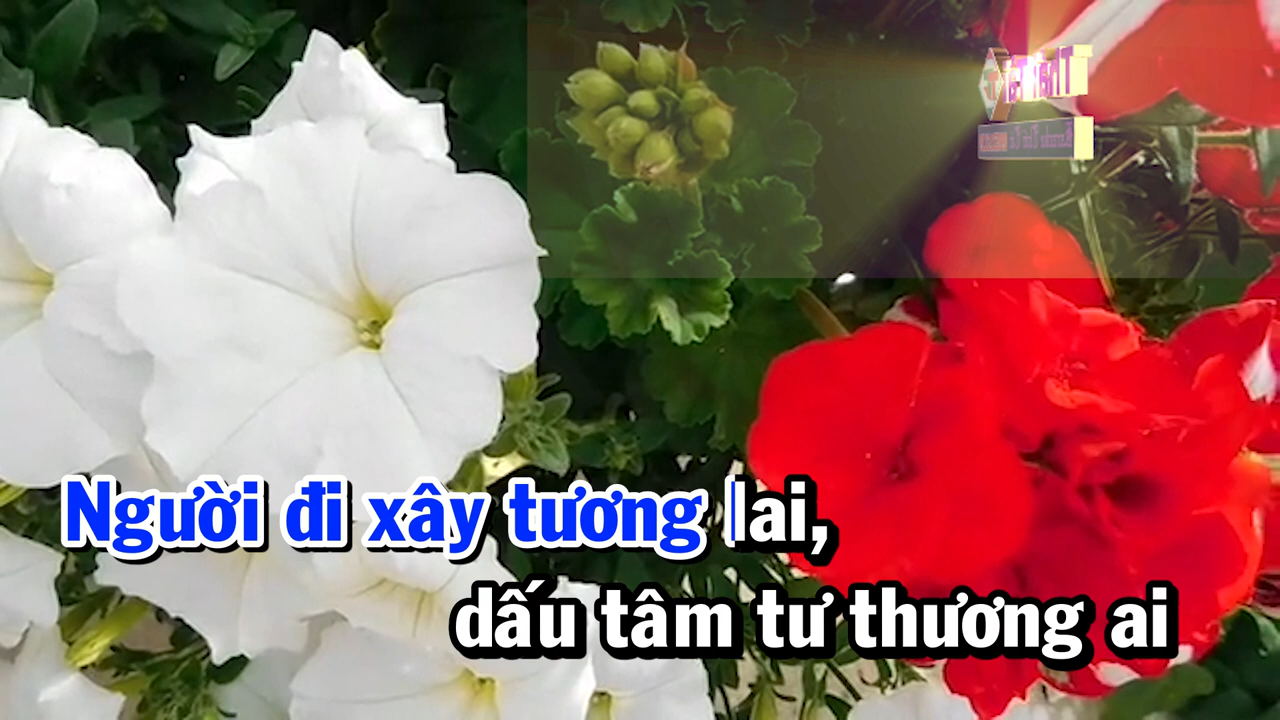 Người đi xây tương lai,
dấu tâm tư thương ai